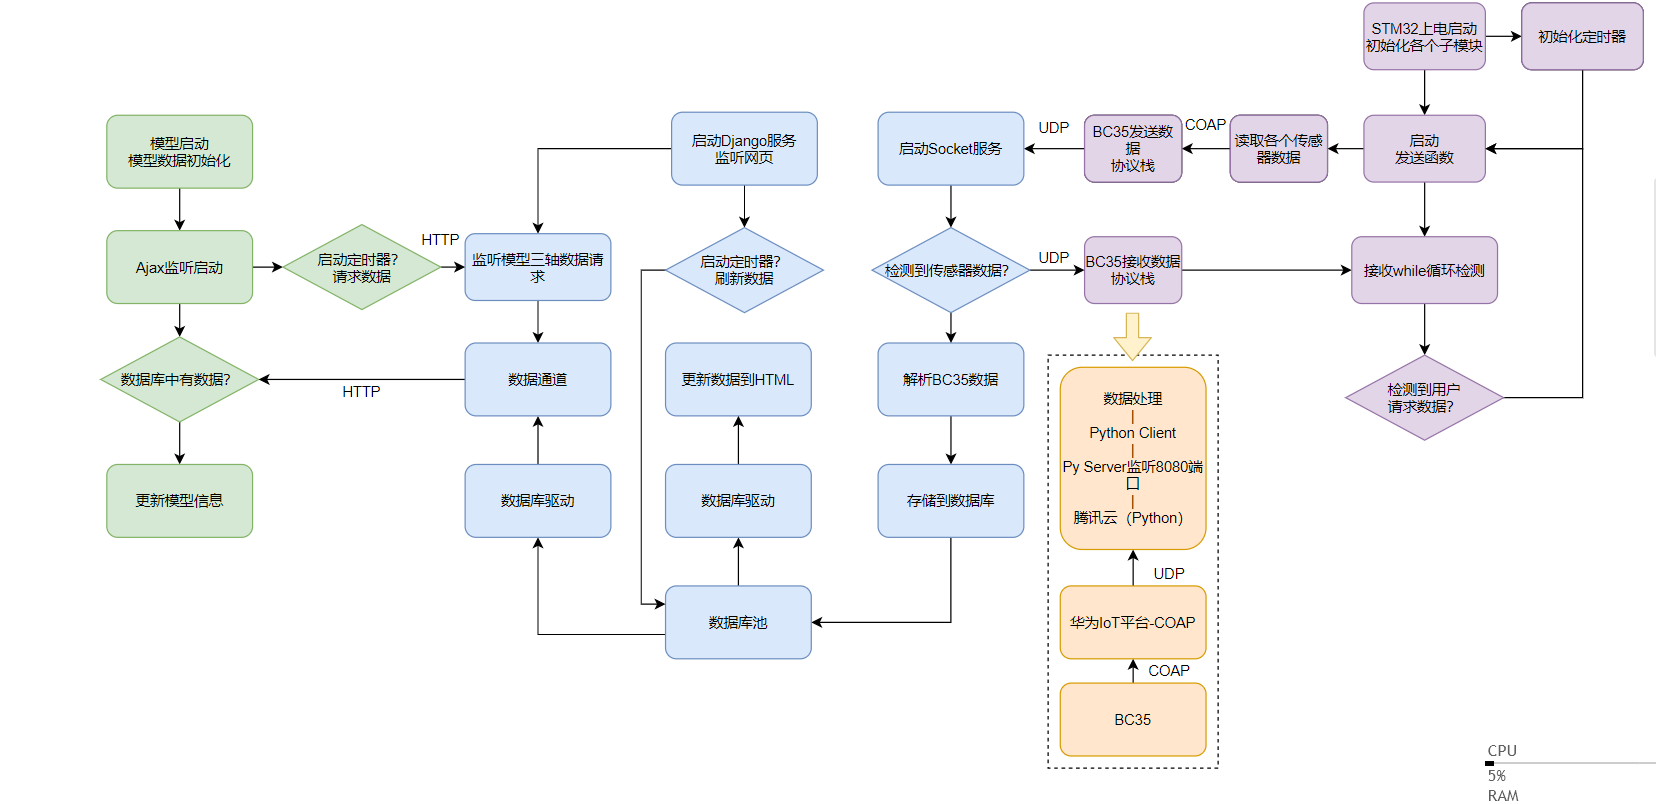 STM32上电启动
初始化各个子模块
初始化定时器
模型启动
模型数据初始化
启动Django服务
监听网页
启动Socket服务
UDP
BC35发送数
据
协议栈
COAP
读取各个传感
器数据
启动
发送函数
Ajax监听启动
启动定时器?
请求数据
HTTP
监听模型三轴数据请
求
启动定时器?
刷新数据
检测到传感器数据?
UDP
BC35接收数据
协议栈
接收while循环检测
数据库中有数据?
HTTP
数据通道
更新数据到HTML
解析BC35数据
检测到用户
请求数据?
更新模型信息
数据库驱动
数据库驱动
存储到数据库
数据处理
Python Client
Py Server监听8080端
口
腾讯云（Python）
UDP
数据库池
华为IoT平台-COAP
COAP
BC35
CPU
5%
RAM